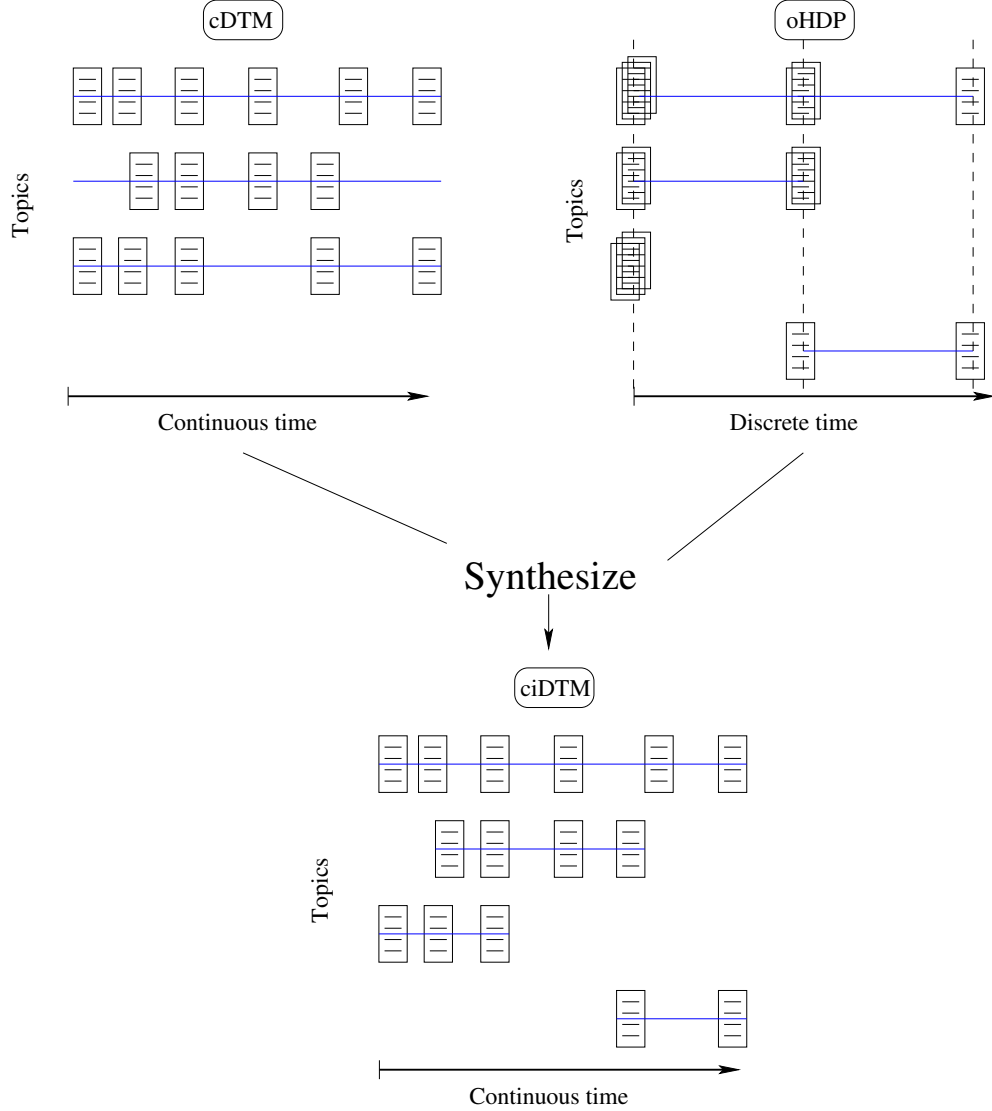 cDTM
oHDP
Topics
Topics
Continuous time
Discrete time
Synthesize
ciDTM
Topics
Continuous time